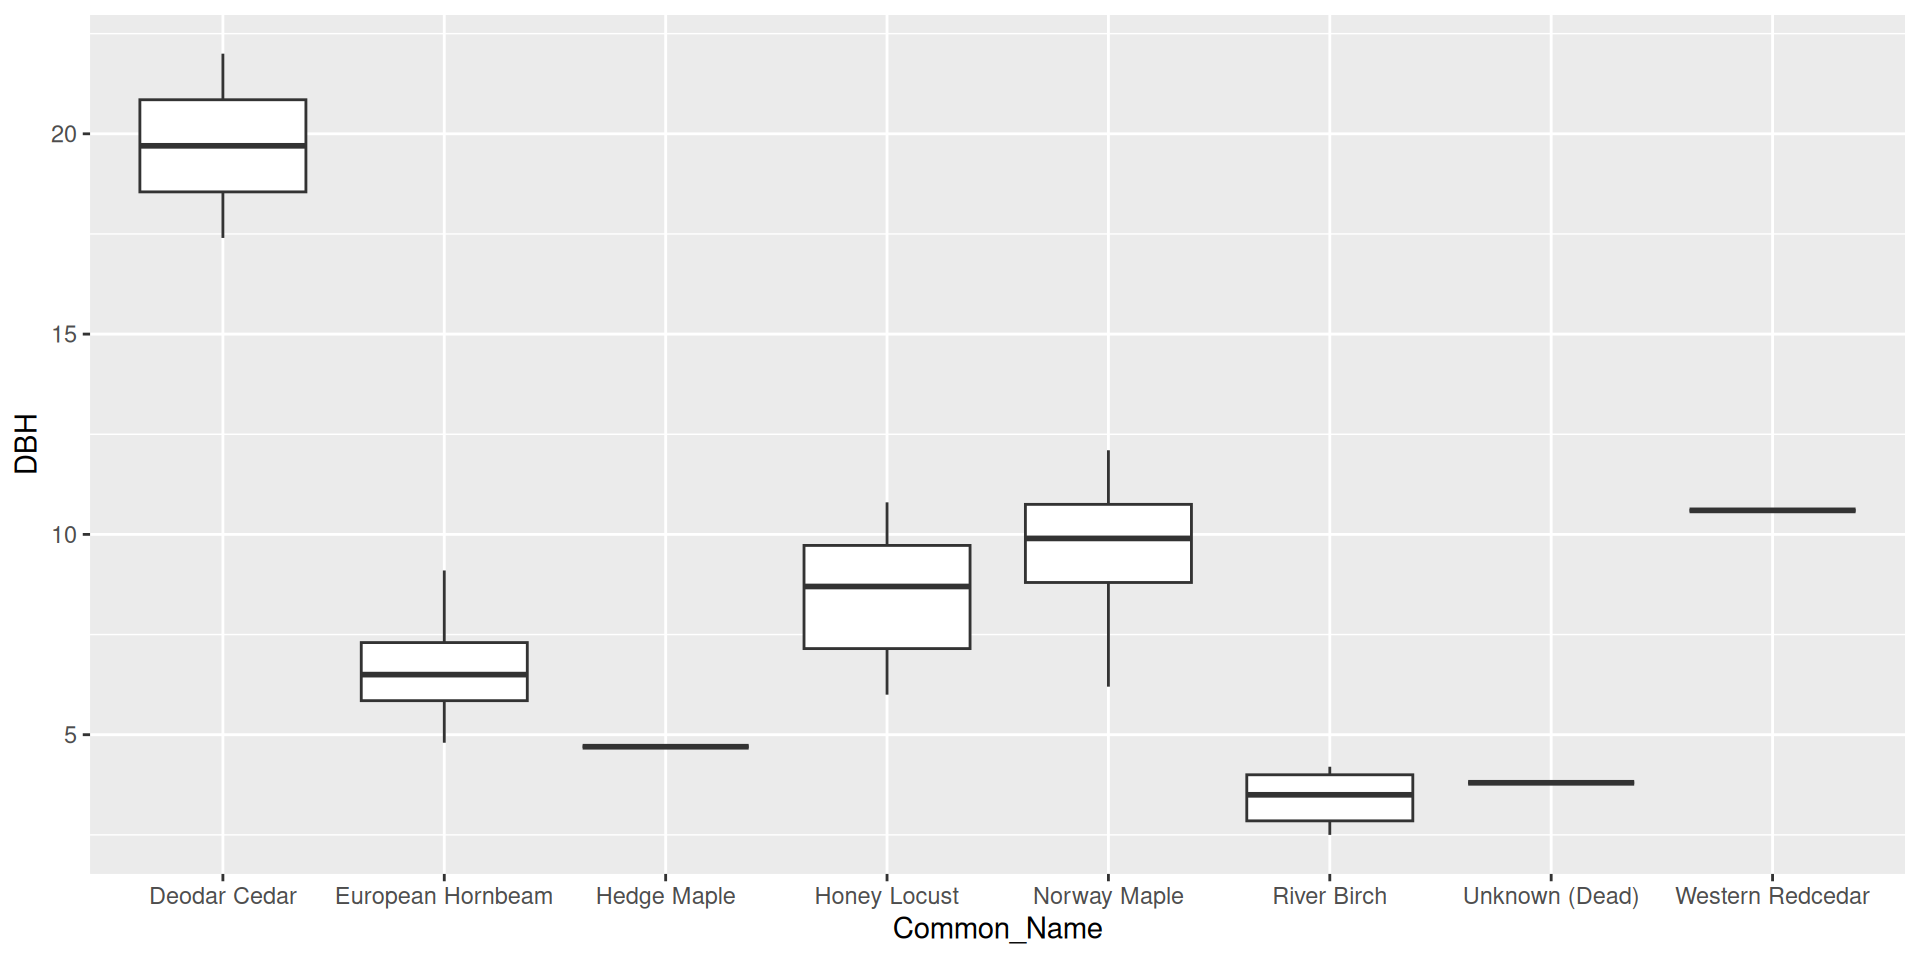 DBH
20
15
10
5
Deodar Cedar European Hornbeam Hedge Maple Honey Locust Norway Maple River Birch Unknown (Dead) Western Redcedar
Common_Name